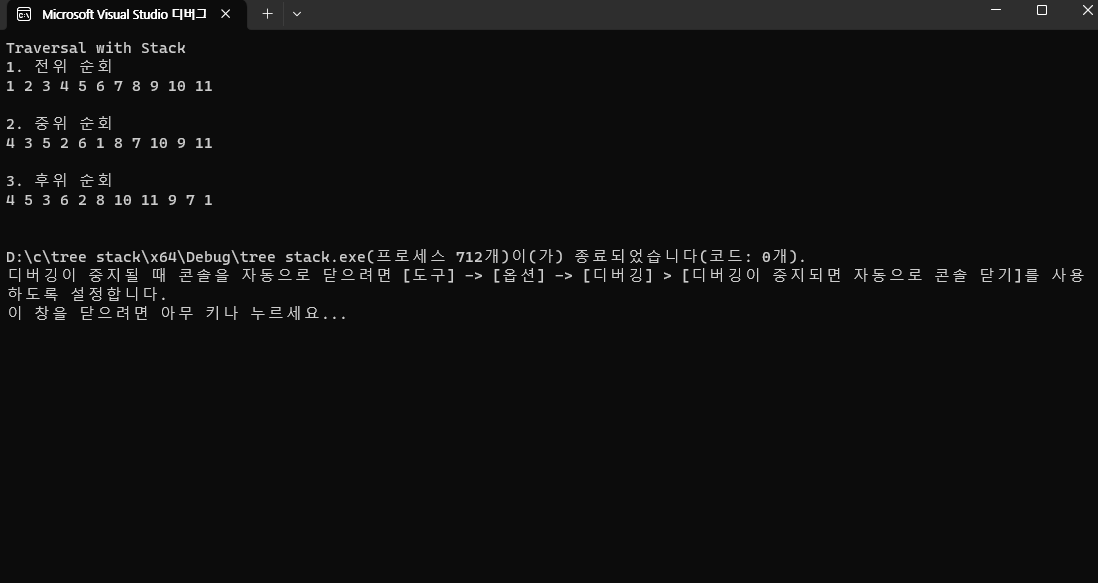 Microsoft Visual Studio 디버그
Traversal with Stack
1. 전위 순회
1 2 3 4 5 6 7 8 9 10 11
2. 중위 순회
4 3 5 2 6 1 8 7 10 9 11
3. 후위 순회
4 5 3 6 2 8 10 11 9 7 1
D:\c\tree stack\x64\Debug\tree stack.exe(프로세스 712개)이(가) 종료되었습니다(코드: 0개).
디버깅이 중지될 때 콘솔을 자동으로 닫으려면 [도구] -> [옵션] -> [디버깅] > [디버깅이 중지되면 자동으로 콘솔 닫기]를 사용
하도록 설정합니다.
이 창을 닫으려면 아무 키나 누르세요...